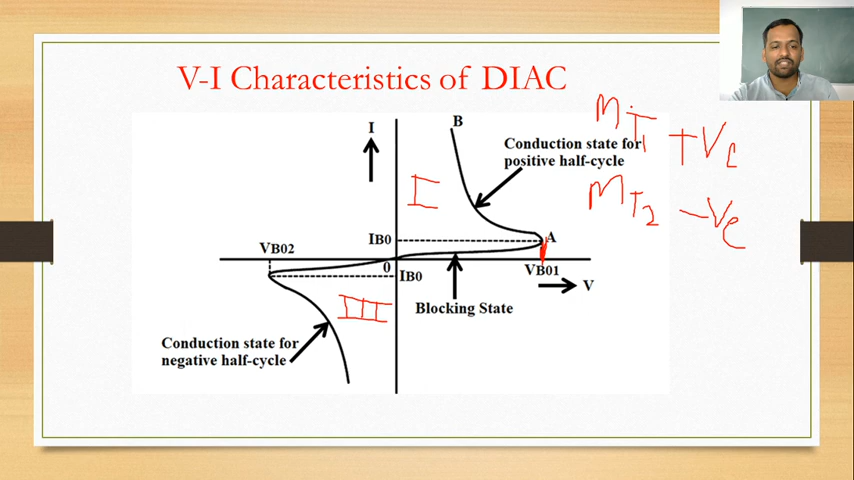 V-I Characteristics of DIAC
I
B
Conduction state for
positive half-cycle
MT1 +Ve
MT2 -Ve
I
IB0
A
VB02
0
IB0
VB01
V
Blocking State
III
Conduction state for
negative half-cycle